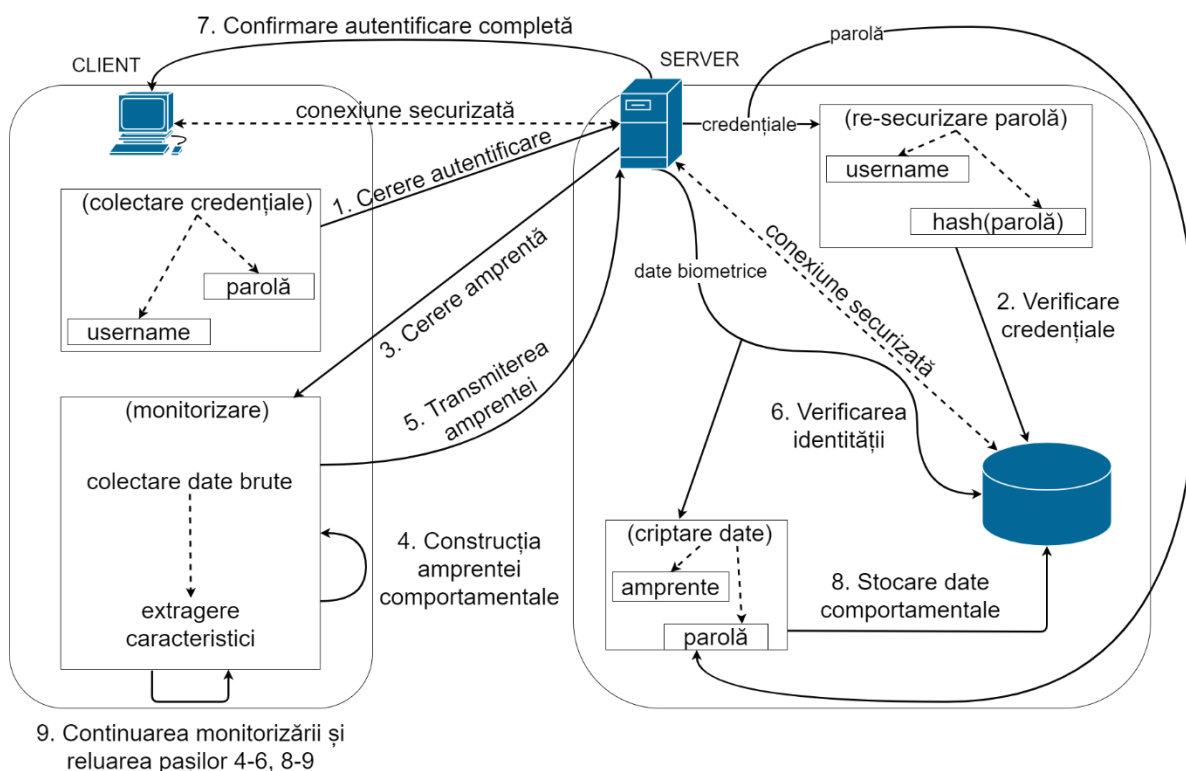 7. Confirmare autentificare completă
parolă
CLIENT
SERVER
conexiune securizată
credențiale
(re-securizare parolă)
username
hash(parolă)
1. Cerere autentificare
(colectare credențiale)
parolă
username
3. Cerere amprentă
date biometrice
conexiune securizată
2. Verificare
credențiale
(monitorizare)
colectare date brute
extragere
caracteristici
5. Transmiterea
amprentei
6. Verificarea
identității
4. Construcția
amprentei
comportamentale
(criptare date)
amprente
parolă
8. Stocare date
comportamentale
9. Continuarea monitorizării și
reluarea pașilor 4-6, 8-9